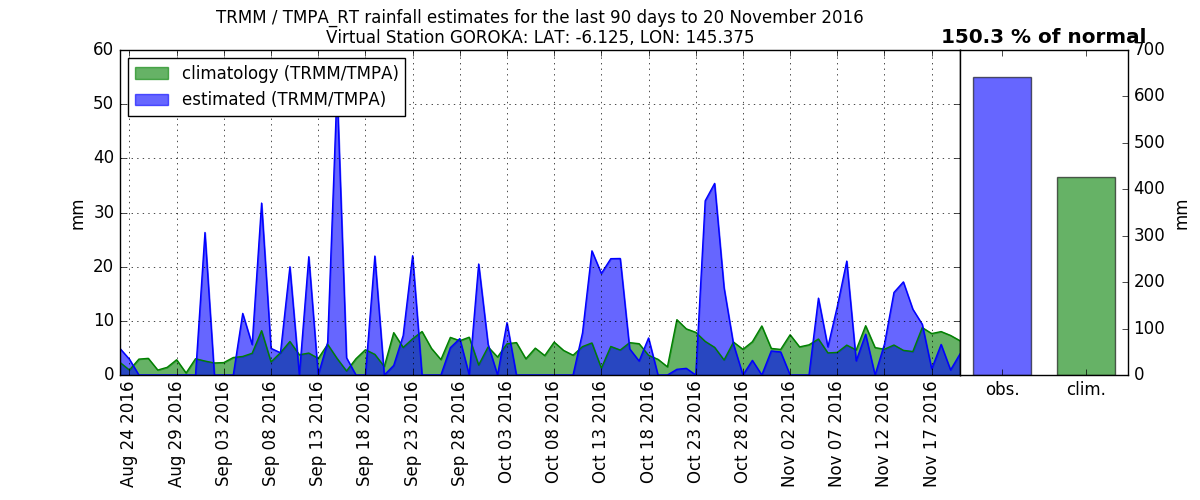 TRMM / TMPA_RT rainfall estimates for the last 90 days to 20 November 2016
Virtual Station GOROKA: LAT: -6.125, LON: 145.375
150.3 % of normal
climatology (TRMM/TMPA)
estimated (TRMM/TMPA)
60
50
40
30
20
10
0
mm
Aug 24 2016
Aug 29 2016
Sep 03 2016
Sep 08 2016
Sep 13 2016
Sep 18 2016
Sep 23 2016
Sep 28 2016
Oct 03 2016
Oct 08 2016
Oct 13 2016
Oct 18 2016
Oct 23 2016
Oct 28 2016
Nov 02 2016
Nov 07 2016
Nov 12 2016
Nov 17 2016
700
600
500
400
300
200
100
0
mm
obs.
clim.